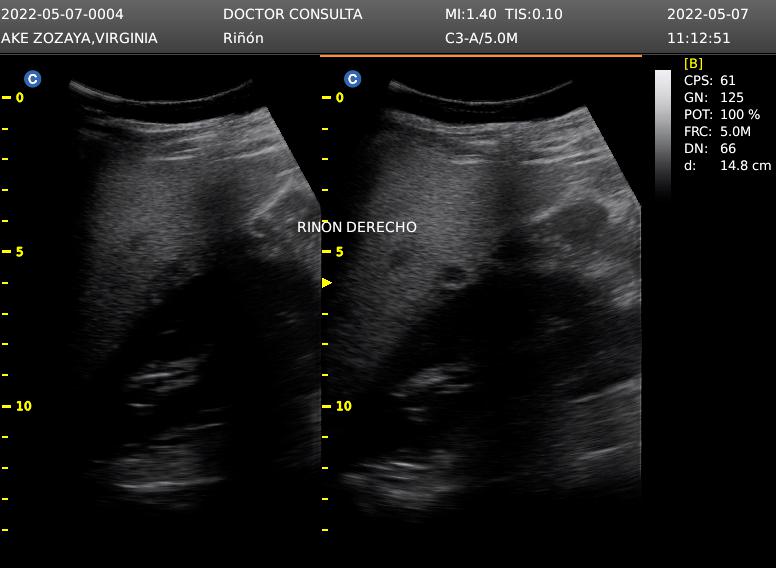 2022-05-07-0004 DOCTOR CONSULTA MI:1.40 TIS:0.10 2022-05-07
AKE ZOZAYA,VIRGINIA Riñón C3-A/5.0M 11:12:51
C C [B]
0 0 CPS: 61
GN: 125
POT: 100 %
FRC: 5.0M
DN: 66
d: 14.8 cm
RINON DERECHO
5 5
10 10